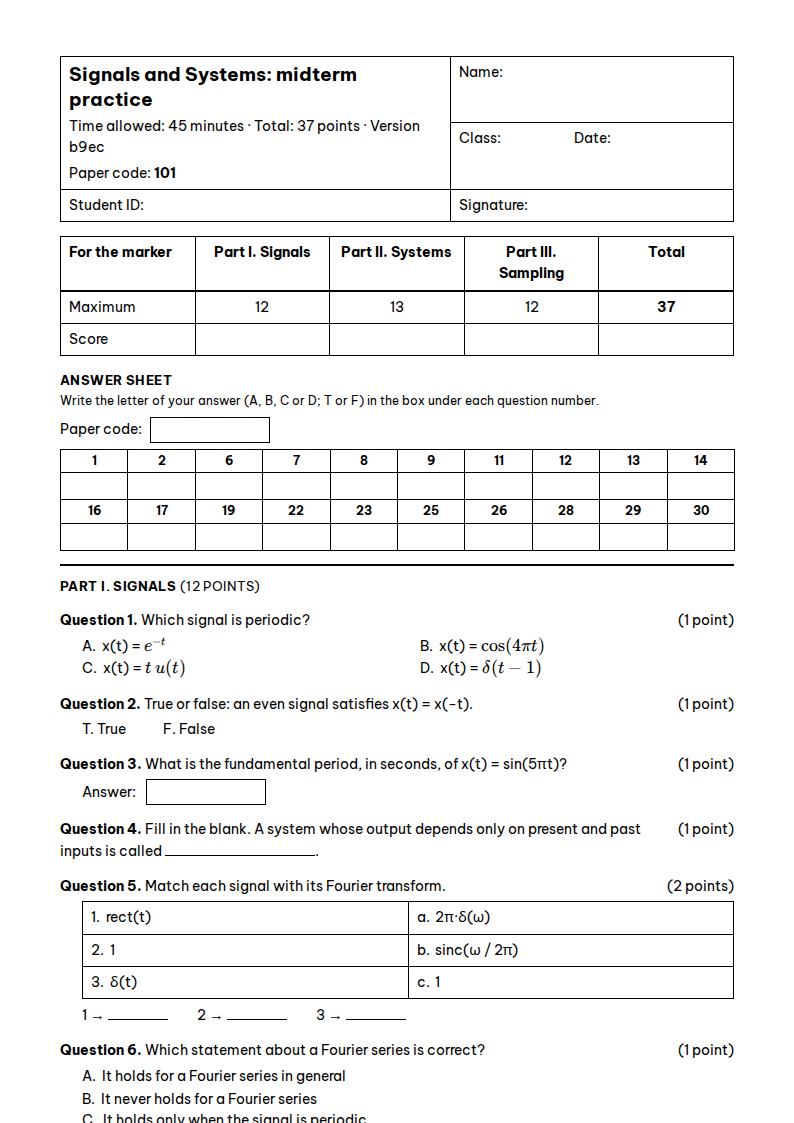 Signals and Systems: midterm
practice
Time allowed: 45 minutes · Total: 37 points · Version
b9ec
Paper code: 101
Name:
Class: Date:
Student ID:
Signature:
For the marker Part I. Signals Part II. Systems Part III. Sampling Total
Maximum 12 13 12 37
Score
ANSWER SHEET
Write the letter of your answer (A, B, C or D; T or F) in the box under each question number.
Paper code:
1 2 6 7 8 9 11 12 13 14
16 17 19 22 23 25 26 28 29 30
PART I. SIGNALS (12 POINTS)
Question 1. Which signal is periodic? (1 point)
A. x(t) = e^{−t} B. x(t) = cos(4πt)
C. x(t) = t u(t) D. x(t) = δ(t − 1)
Question 2. True or false: an even signal satisfies x(t) = x(-t). (1 point)
T. True F. False
Question 3. What is the fundamental period, in seconds, of x(t) = sin(5πt)? (1 point)
Answer:
Question 4. Fill in the blank. A system whose output depends only on present and past (1 point)
inputs is called ____________.
Question 5. Match each signal with its Fourier transform. (2 points)
1. rect(t) a. 2π·δ(ω)
2. 1 b. sinc(ω / 2π)
3. δ(t) c. 1
1 → ______ 2 → ______ 3 → ______
Question 6. Which statement about a Fourier series is correct? (1 point)
A. It holds for a Fourier series in general
B. It never holds for a Fourier series
C. It holds only when the signal is periodic